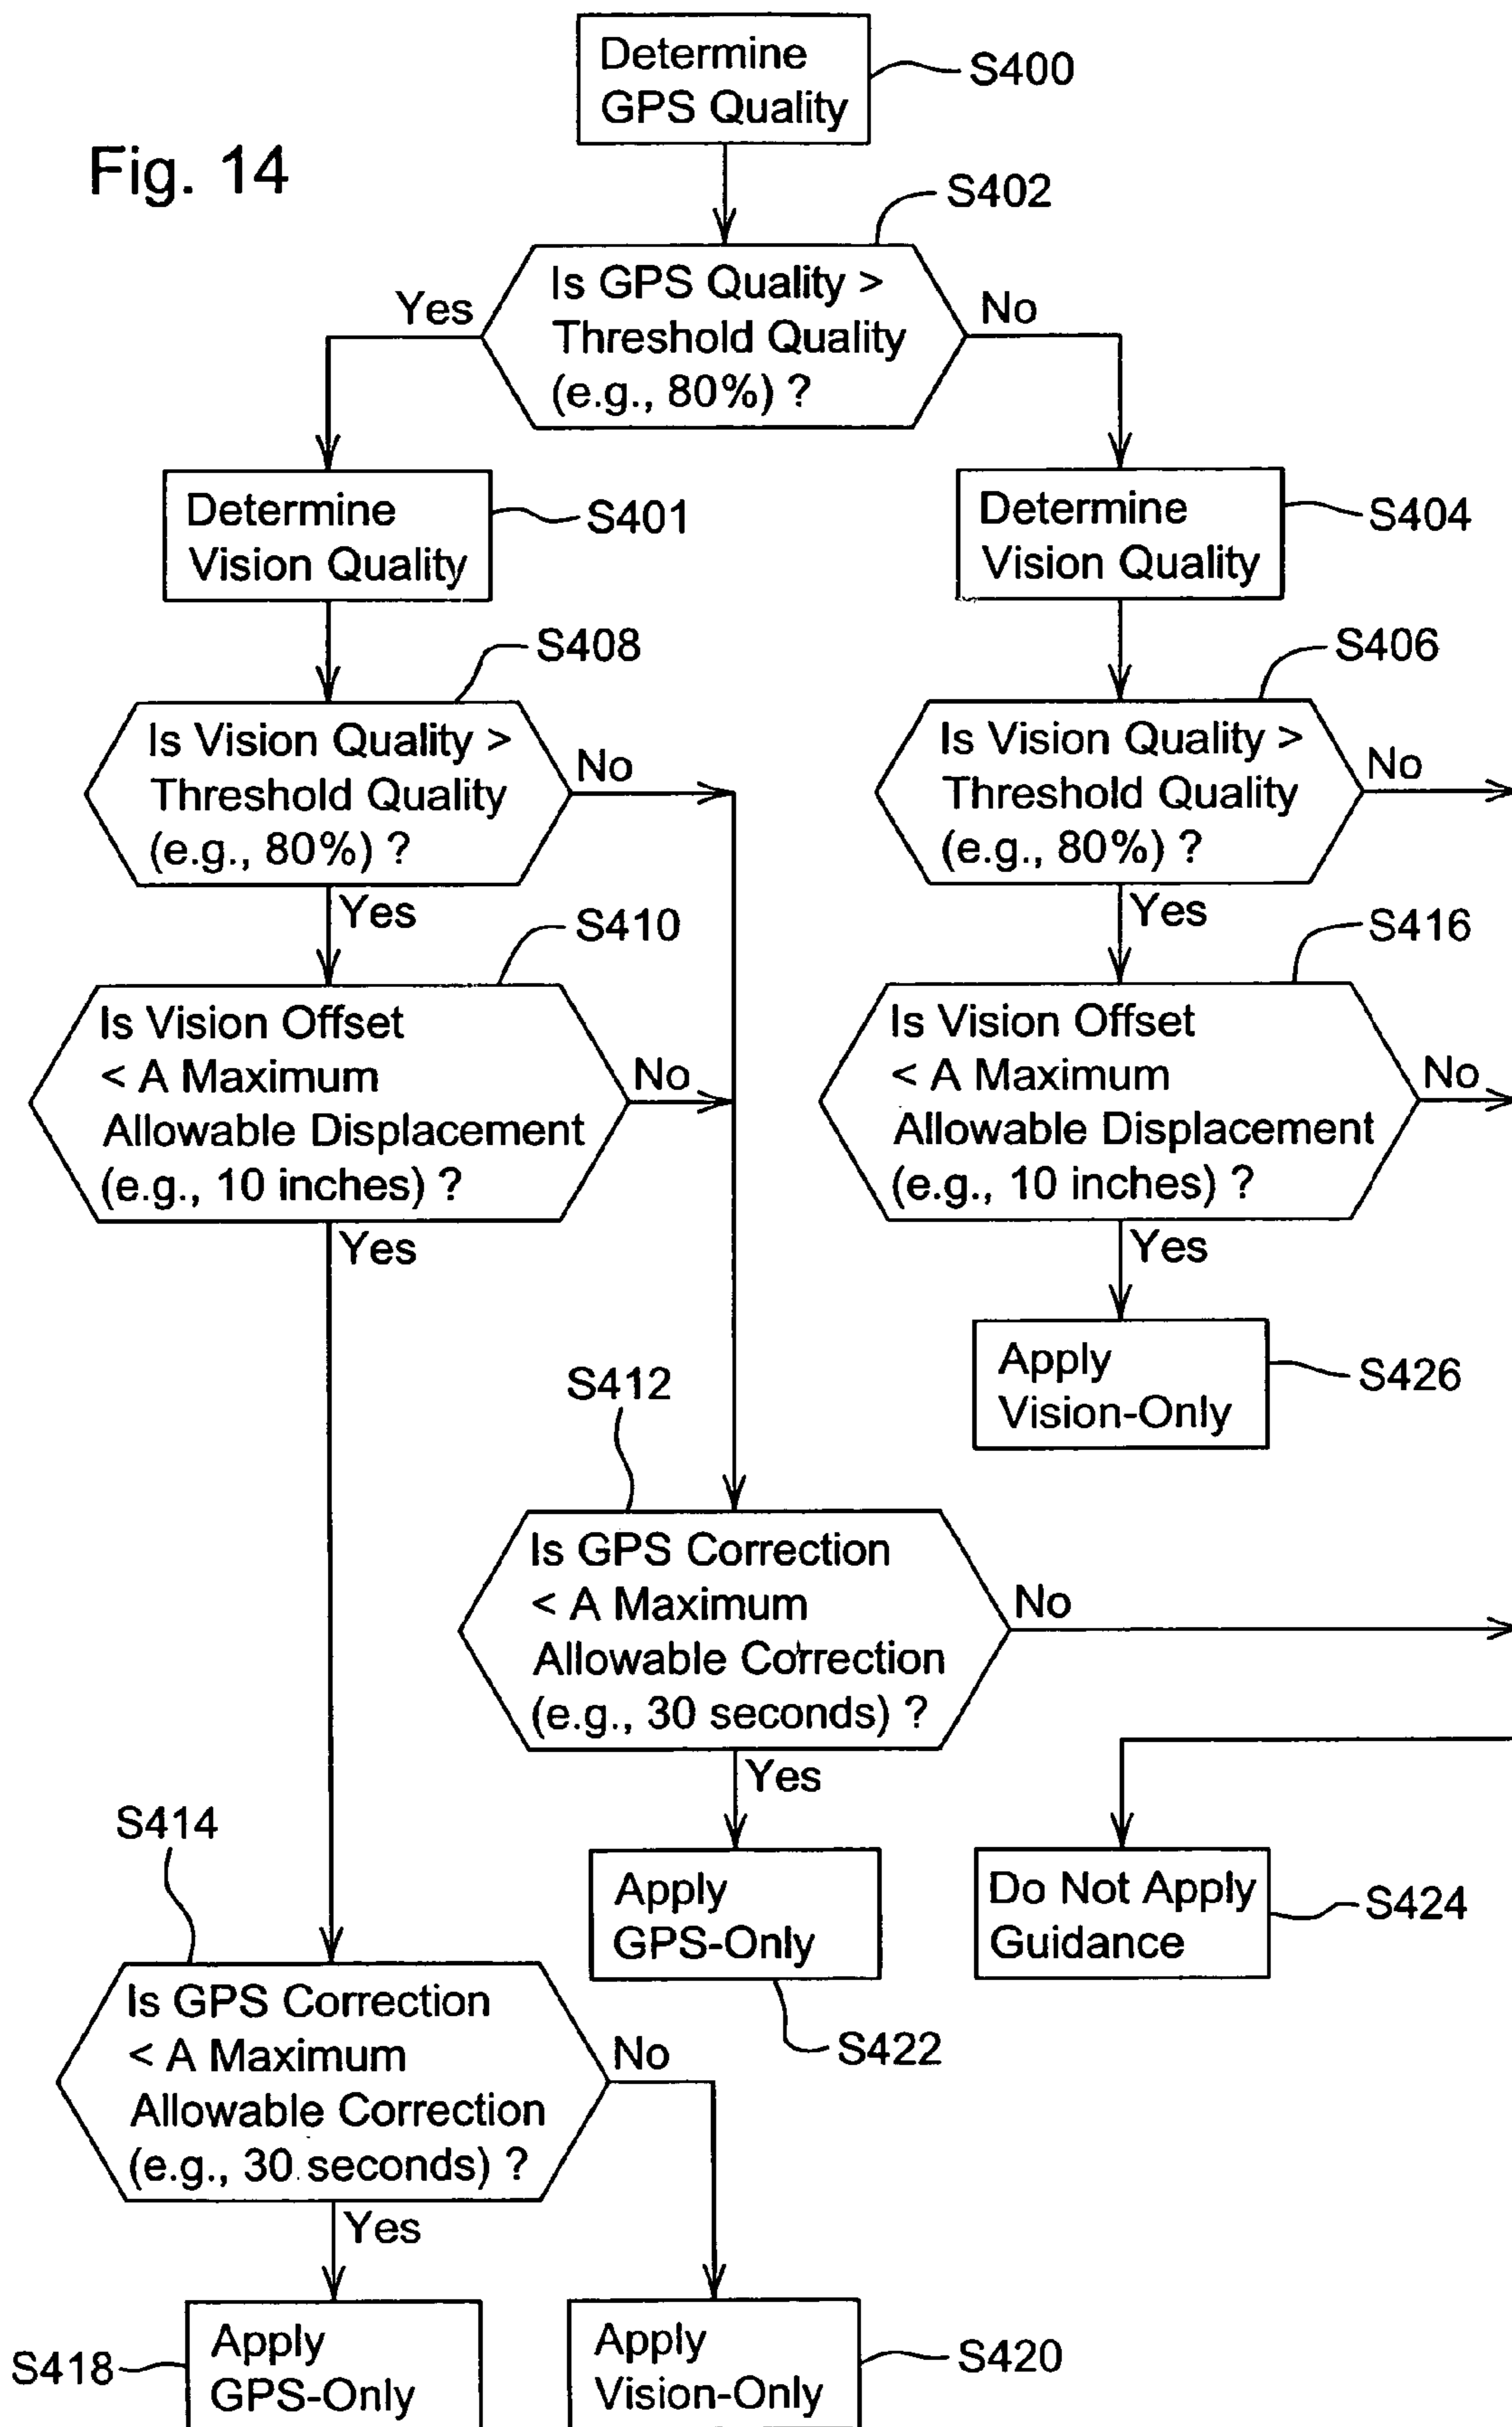 Fig. 14
Determine
GPS Quality
S400
S402
Is GPS Quality >
Threshold Quality
(e.g., 80%) ?
Yes
No
Determine
Vision Quality
S401
Determine
Vision Quality
S404
S408
Is Vision Quality >
Threshold Quality
(e.g., 80%) ?
No
Yes
S406
Is Vision Quality >
Threshold Quality
(e.g., 80%) ?
No
Yes
S410
Is Vision Offset
< A Maximum
Allowable Displacement
(e.g., 10 inches) ?
No
Yes
S416
Is Vision Offset
< A Maximum
Allowable Displacement
(e.g., 10 inches) ?
No
Yes
Apply
Vision-Only
S426
S412
Is GPS Correction
< A Maximum
Allowable Correction
(e.g., 30 seconds) ?
No
Yes
Apply
GPS-Only
S422
Do Not Apply
Guidance
S424
S414
Is GPS Correction
< A Maximum
Allowable Correction
(e.g., 30 seconds) ?
No
Yes
S418
Apply
GPS-Only
Apply
Vision-Only
S420